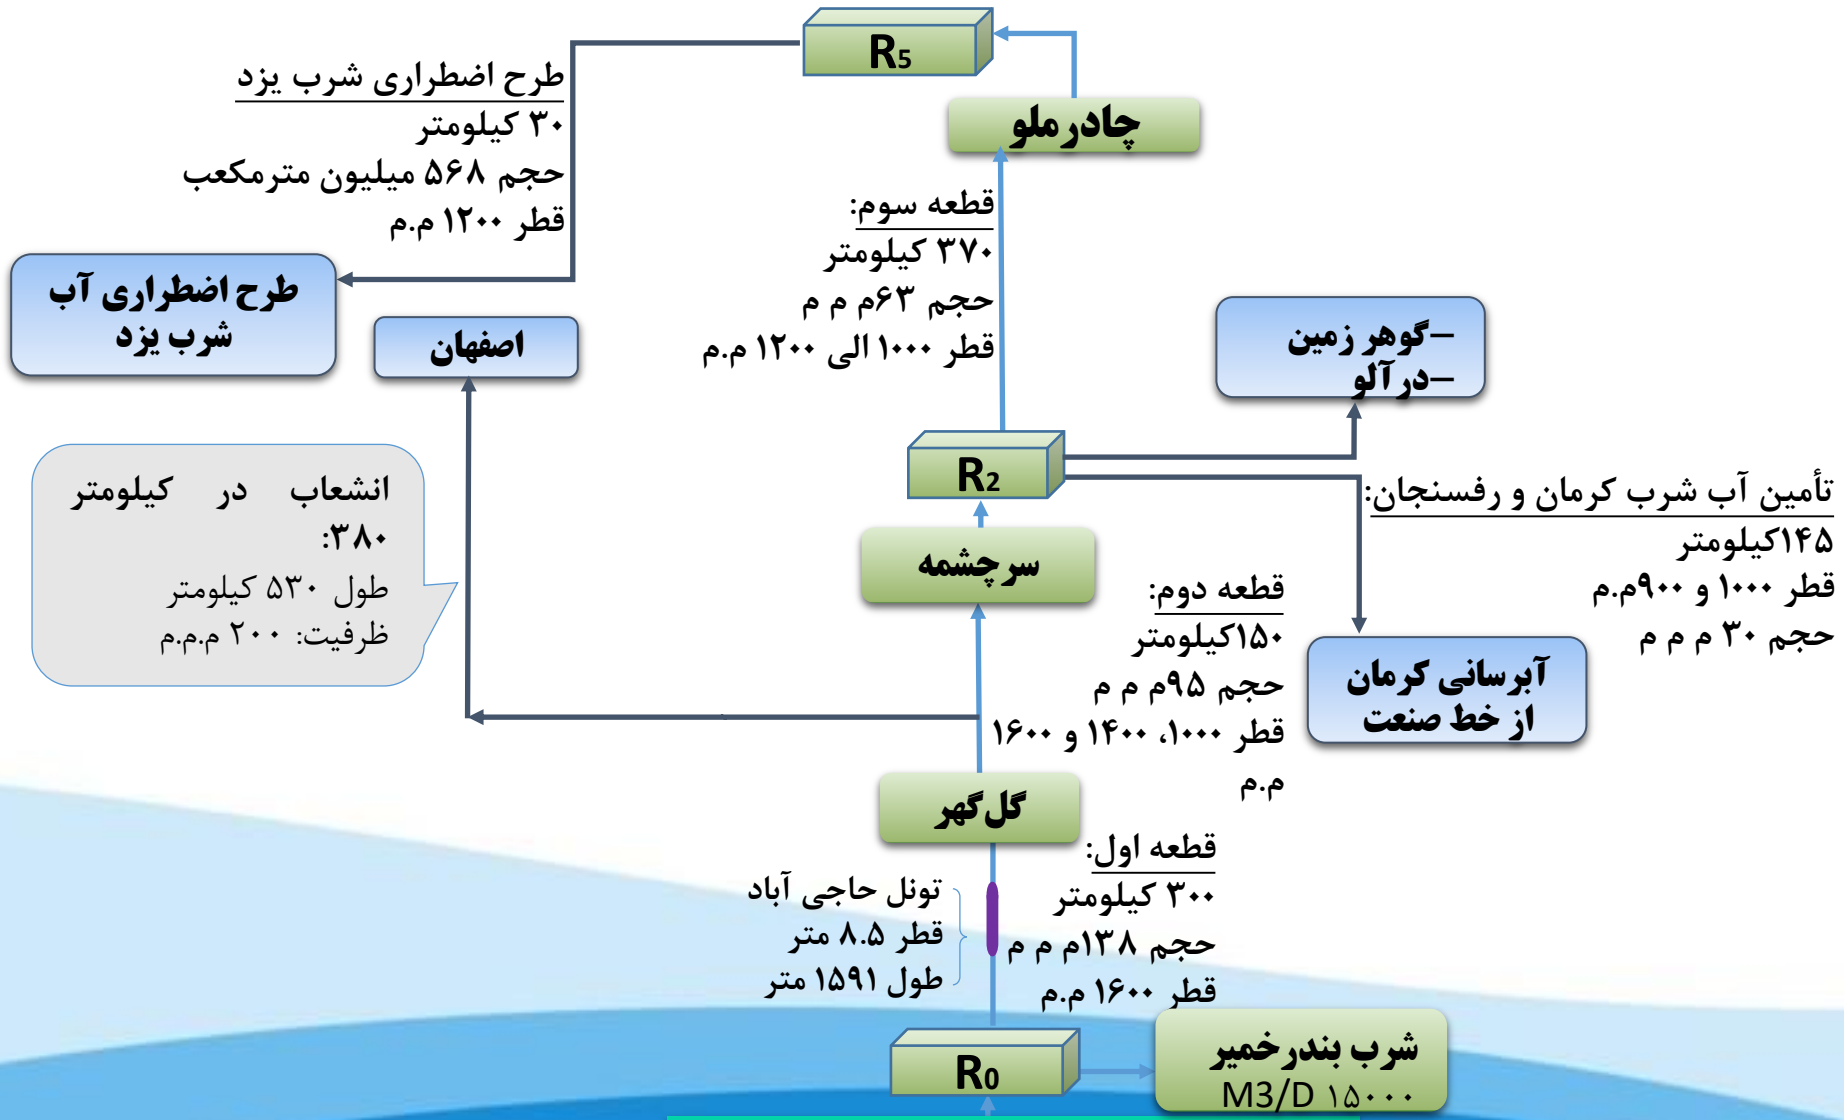 R5
طرح اضطراری شرب یزد
۳۰ کیلومتر
حجم ۵۶۸ میلیون مترمکعب
قطر ۱۲۰۰ م.م
چادرملو
قطعه سوم:
۳۷۰ کیلومتر
حجم ۶۳م م م
قطر ۱۰۰۰ الی ۱۲۰۰ م.م
طرح اضطراری آب
شرب یزد
اصفهان
–گوهر زمین
–درآلو
R2
انشعاب در کیلومتر
۳۸۰:
طول ۵۳۰ کیلومتر
ظرفیت: ۲۰۰ م.م.م
تأمین آب شرب کرمان و رفسنجان:
۱۴۵کیلومتر
قطر ۱۰۰۰ و ۹۰۰م.م
حجم ۳۰ م م م
سرچشمه
قطعه دوم:
۱۵۰کیلومتر
حجم ۹۵م م م
قطر ۱۰۰۰، ۱۴۰۰ و ۱۶۰۰
م.م
آبرسانی کرمان
از خط صنعت
گل‌گهر
قطعه اول:
۳۰۰ کیلومتر
حجم ۱۳۸م م م
قطر ۱۶۰۰ م.م
تونل حاجی آباد
قطر ۸.۵ متر
طول ۱۵۹۱ متر
R0
شرب بندرخمیر
M3/D ۱۵۰۰۰